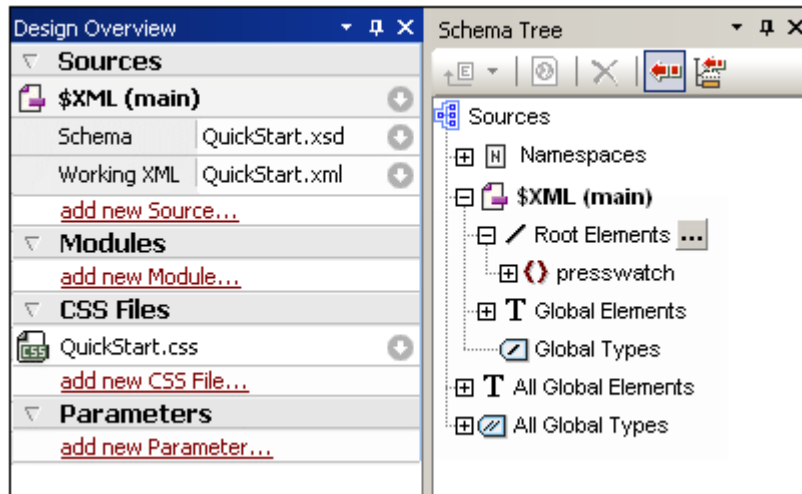 Design Overview
Sources
$XML (main)
Schema QuickStart.xsd
Working XML QuickStart.xml
add new Source...
Modules
add new Module...
CSS Files
CSS QuickStart.css
add new CSS File...
Parameters
add new Parameter...
Schema Tree
E
Sources
N Namespaces
$XML (main)
Root Elements ...
presswatch
T Global Elements
Global Types
T All Global Elements
All Global Types